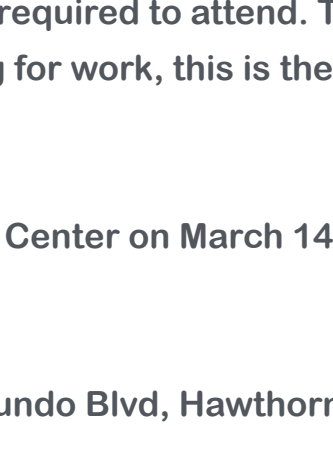 required to attend. T
g for work, this is the
Center on March 14
undo Blvd, Hawthorn